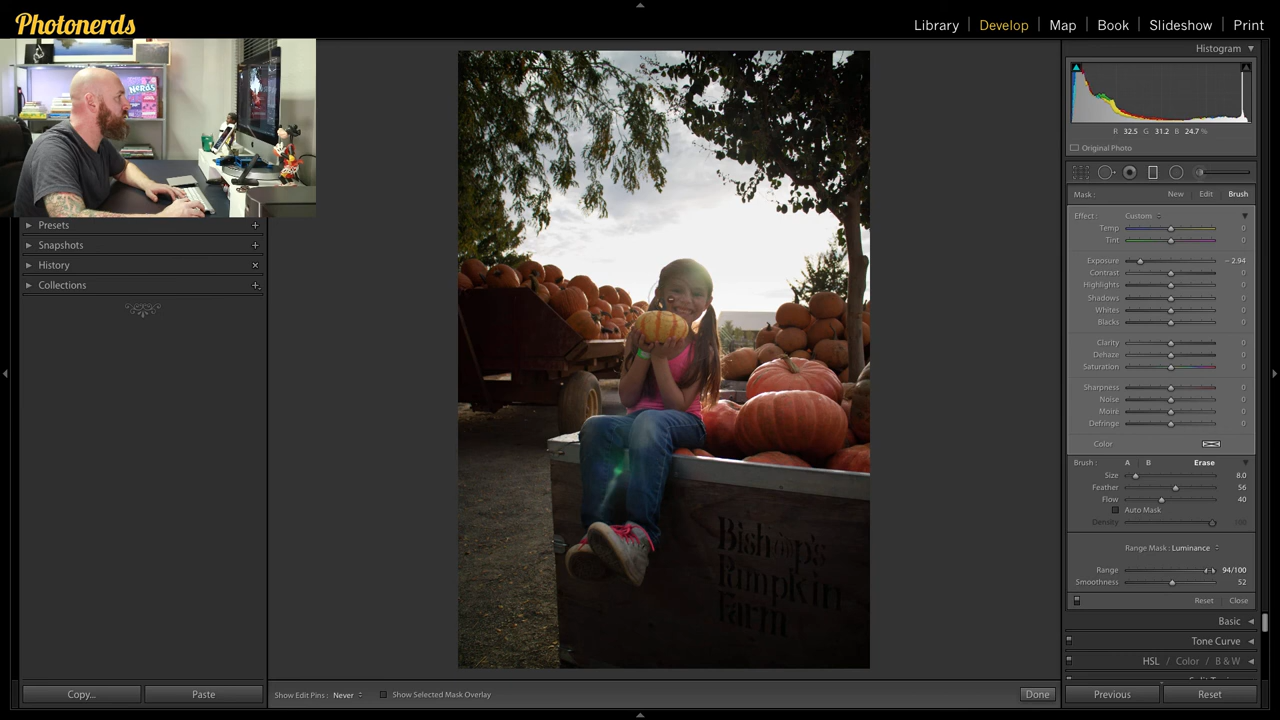 Photonerds
Library | Develop | Map | Book | Slideshow | Print
Histogram
nerds
R 32.5 G 31.2 B 24.7 %
Original Photo
Mask : New Edit Brush
Effect : Custom
Temp 0
Tint 0
Exposure – 2.94
Contrast 0
Highlights 0
Shadows 0
Whites 0
Blacks 0
Clarity 0
Dehaze 0
Saturation 0
Sharpness 0
Noise 0
Moiré 0
Defringe 0
Color
Brush : A B Erase
Size 8.0
Feather 56
Flow 40
Auto Mask
Density 100
Range Mask : Luminance
Range 94/100
Smoothness 52
Reset Close
Basic
Tone Curve
HSL / Color / B & W
Previous Reset
Presets
Snapshots
History
Collections
Copy... Paste
Bishop's
Pumpkin
Farm
Show Edit Pins : Never Show Selected Mask Overlay Done